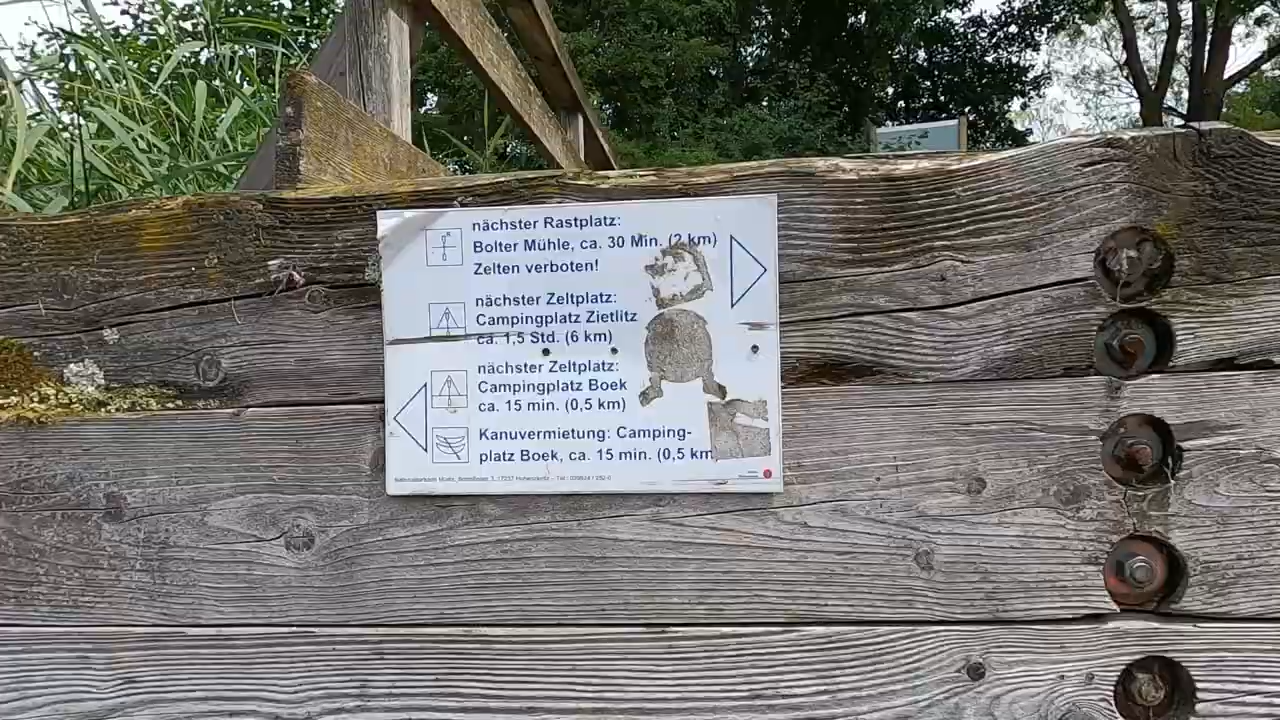 nächster Rastplatz:
Bolter Mühle, ca. 30 Min. (2 km)
Zelten verboten!
nächster Zeltplatz:
Campingplatz Zietlitz
ca. 1,5 Std. (6 km)
nächster Zeltplatz:
Campingplatz Boek
ca. 15 min. (0,5 km)
Kanuvermietung: Camping-
platz Boek, ca. 15 min. (0,5 km